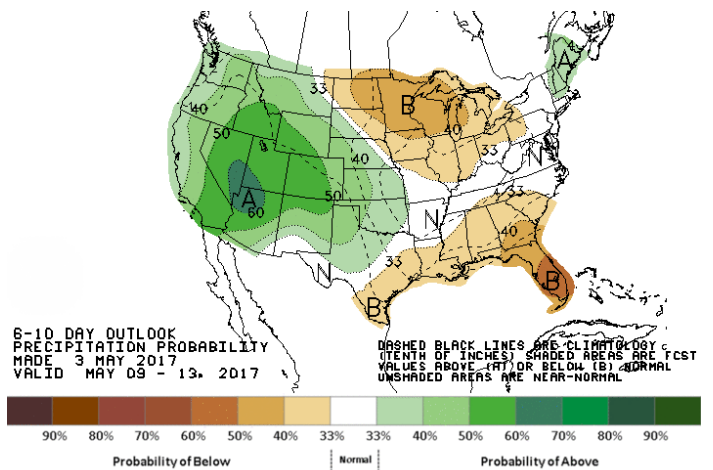 33
B
A
40
50
40
33
N
A
60
50
40
33
N
N
33
40
B
B
6-10 DAY OUTLOOK
PRECIPITATION PROBABILITY
MADE 3 MAY 2017
VALID MAY 09 - 13, 2017
DASHED BLACK LINES ARE CLIMATOLOGY
(TENTH OF INCHES) SHADED AREAS ARE FCST
VALUES ABOVE (A) OR BELOW (B) NORMAL
UNSHADED AREAS ARE NEAR-NORMAL
90% 80% 70% 60% 50% 40% 33% 33% 40% 50% 60% 70% 80% 90%
Probability of Below Normal Probability of Above